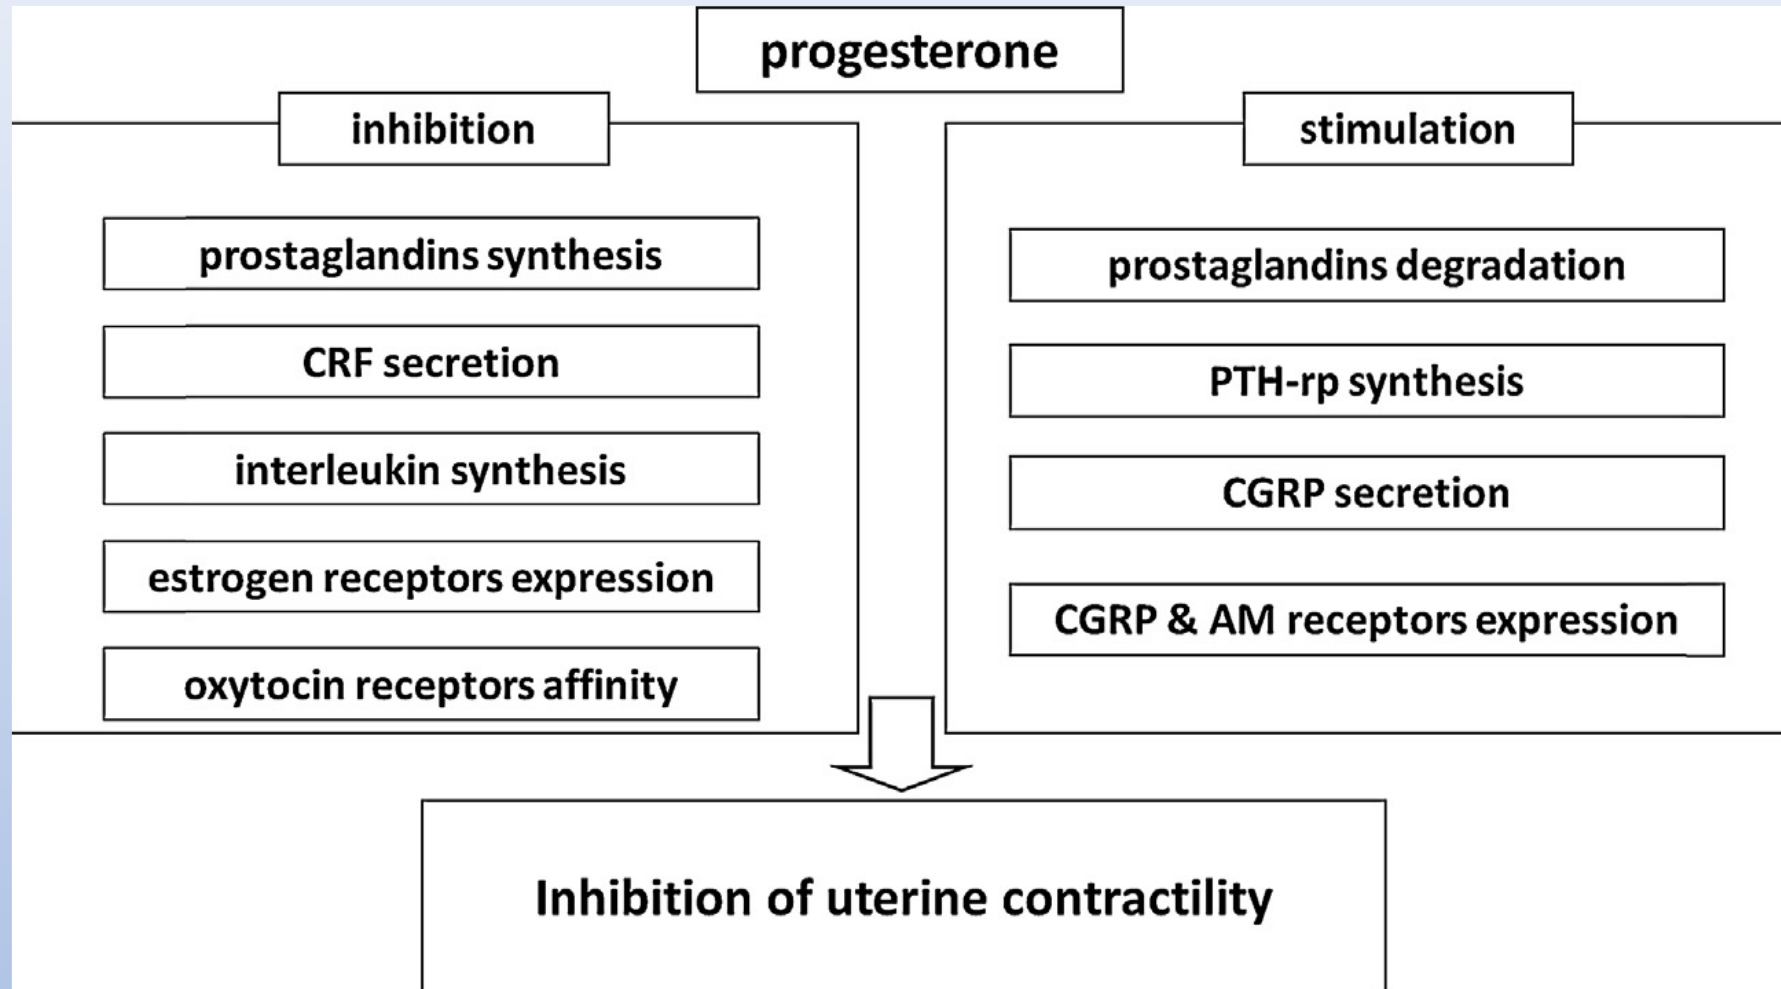 progesterone
inhibition
prostaglandins synthesis
CRF secretion
interleukin synthesis
estrogen receptors expression
oxytocin receptors affinity
stimulation
prostaglandins degradation
PTH-rp synthesis
CGRP secretion
CGRP & AM receptors expression
Inhibition of uterine contractility